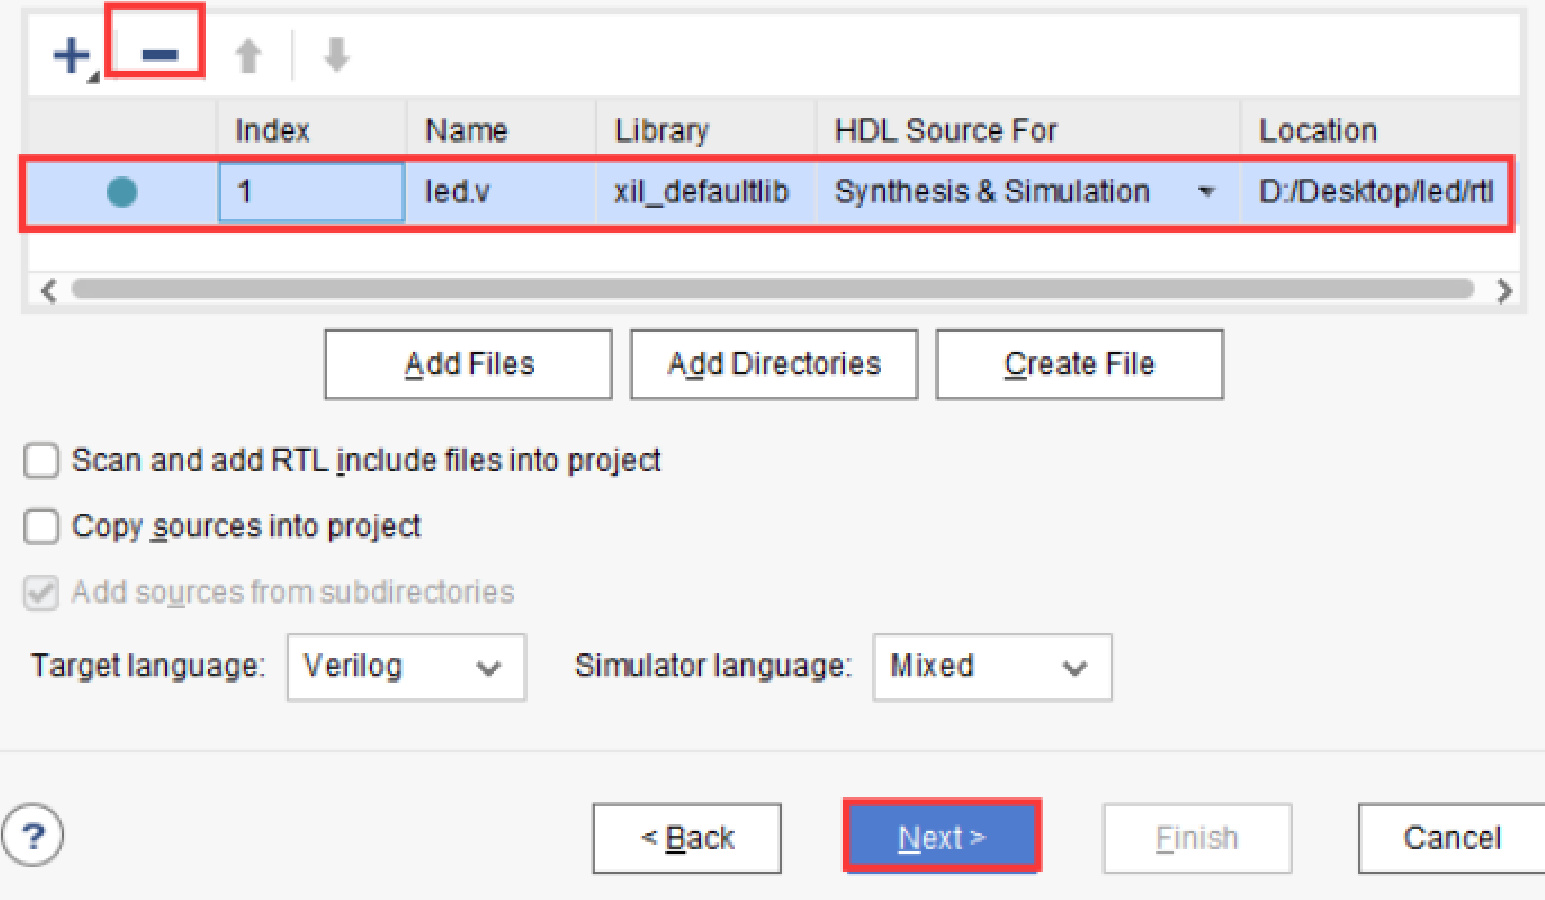 Index Name Library HDL Source For Location
1 led.v xil_defaultlib Synthesis & Simulation D:/Desktop/led/rtl
Add Files Add Directories Create File
Scan and add RTL include files into project
Copy sources into project
Add sources from subdirectories
Target language: Verilog Simulator language: Mixed
? < Back Next > Finish Cancel